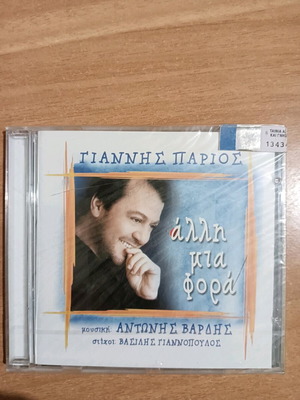 ΓΙΑΝΝΗΣ ΠΑΡΙΟΣ
άλλη
μια
φορά
μουσική ΑΝΤΩΝΗΣ ΒΑΡΔΗΣ
στίχοι ΒΑΣΙΛΗΣ ΓΙΑΝΝΟΠΟΥΛΟΣ